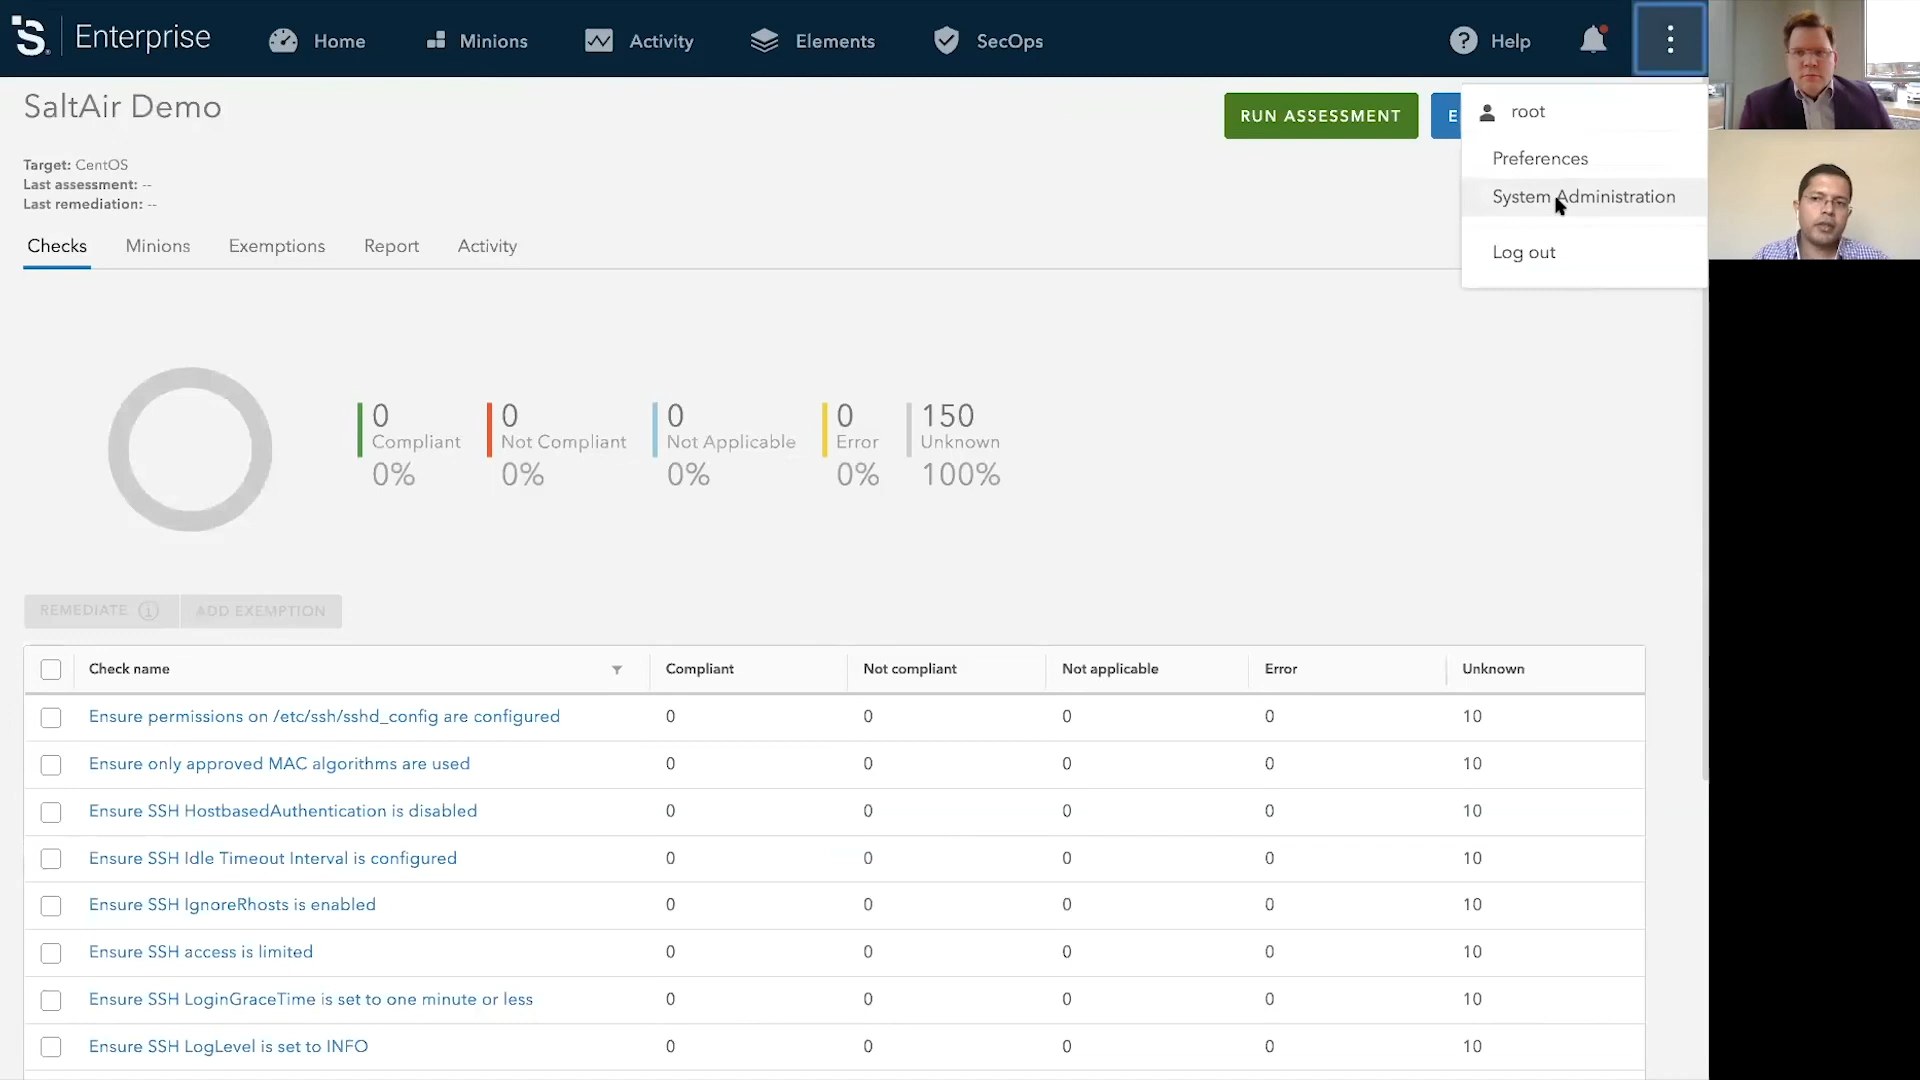 S Enterprise Home Minions Activity Elements SecOps ? Help
SaltAir Demo
RUN ASSESSMENT E
root
Preferences
System Administration
Log out
Target: CentOS
Last assessment: --
Last remediation: --
Checks Minions Exemptions Report Activity
0 0 0 0 150
Compliant Not Compliant Not Applicable Error Unknown
0% 0% 0% 0% 100%
REMEDIATE i ADD EXEMPTION
Check name Compliant Not compliant Not applicable Error Unknown
Ensure permissions on /etc/ssh/sshd_config are configured 0 0 0 0 10
Ensure only approved MAC algorithms are used 0 0 0 0 10
Ensure SSH HostbasedAuthentication is disabled 0 0 0 0 10
Ensure SSH Idle Timeout Interval is configured 0 0 0 0 10
Ensure SSH IgnoreRhosts is enabled 0 0 0 0 10
Ensure SSH access is limited 0 0 0 0 10
Ensure SSH LoginGraceTime is set to one minute or less 0 0 0 0 10
Ensure SSH LogLevel is set to INFO 0 0 0 0 10